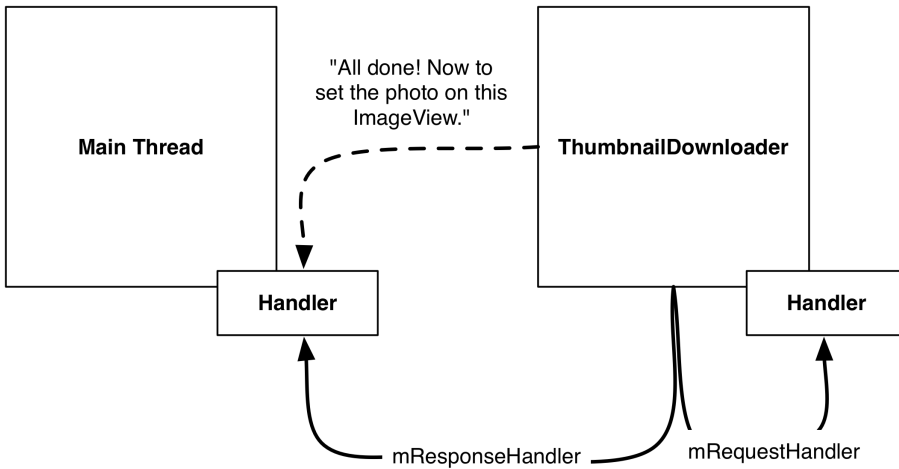 "All done! Now to
set the photo on this
ImageView."
Main Thread
ThumbnailDownloader
Handler
Handler
mResponseHandler
mRequestHandler